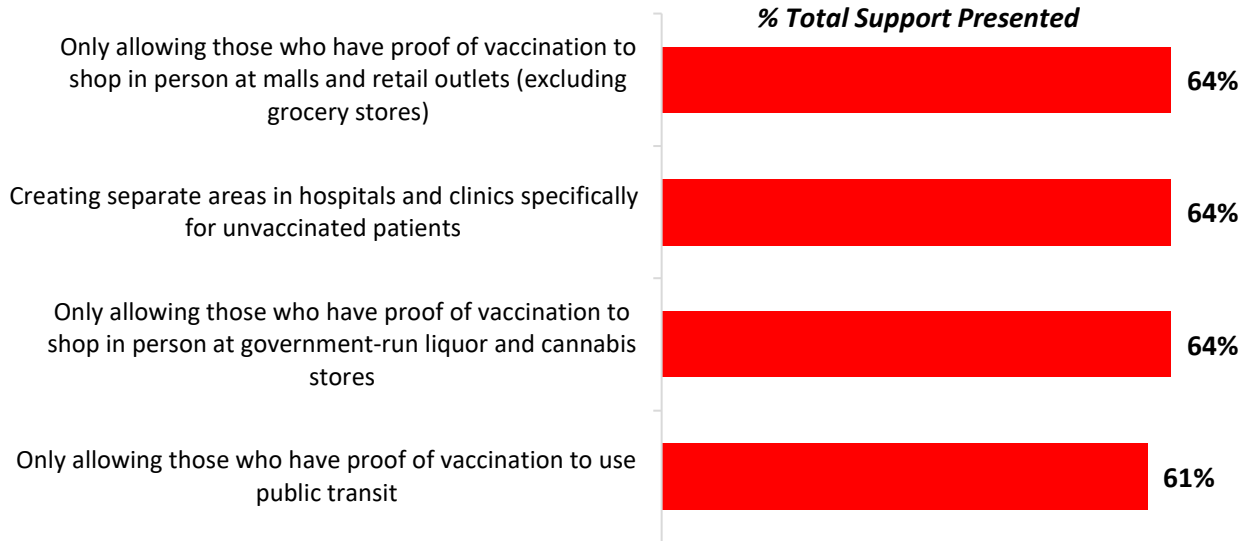 % Total Support Presented
Only allowing those who have proof of vaccination to
shop in person at malls and retail outlets (excluding
grocery stores)
64%
Creating separate areas in hospitals and clinics specifically
for unvaccinated patients
64%
Only allowing those who have proof of vaccination to
shop in person at government-run liquor and cannabis
stores
64%
Only allowing those who have proof of vaccination to use
public transit
61%